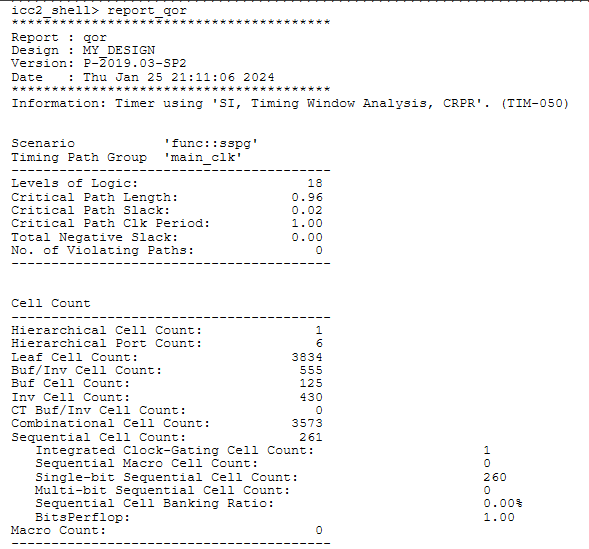 icc2_shell> report_qor
****************************************
Report : qor
Design : MY_DESIGN
Version: P-2019.03-SP2
Date   : Thu Jan 25 21:11:06 2024
****************************************
Information: Timer using 'SI, Timing Window Analysis, CRPR'. (TIM-050)
Scenario           'func::sspg'
Timing Path Group  'main_clk'
----------------------------------------
Levels of Logic:                     18
Critical Path Length:              0.96
Critical Path Slack:               0.02
Critical Path Clk Period:          1.00
Total Negative Slack:              0.00
No. of Violating Paths:               0
----------------------------------------
Cell Count
----------------------------------------
Hierarchical Cell Count:              1
Hierarchical Port Count:              6
Leaf Cell Count:                   3834
Buf/Inv Cell Count:                 555
Buf Cell Count:                     125
Inv Cell Count:                     430
CT Buf/Inv Cell Count:                0
Combinational Cell Count:          3573
Sequential Cell Count:              261
   Integrated Clock-Gating Cell Count:                     1
   Sequential Macro Cell Count:                            0
   Single-bit Sequential Cell Count:                       260
   Multi-bit Sequential Cell Count:                        0
   Sequential Cell Banking Ratio:                          0.00%
   BitsPerflop:                                            1.00
Macro Count:                          0
----------------------------------------